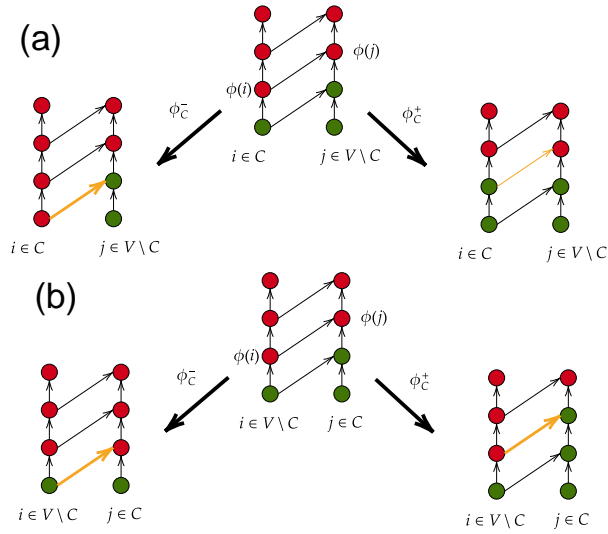 (a)
ϕ(j)
ϕ(i)
ϕ_C^-
ϕ_C^+
i ∈ C
j ∈ V \ C
i ∈ C
j ∈ V \ C
i ∈ C
j ∈ V \ C
(b)
ϕ(j)
ϕ(i)
ϕ_C^-
ϕ_C^+
i ∈ V \ C
j ∈ C
i ∈ V \ C
j ∈ C
i ∈ V \ C
j ∈ C